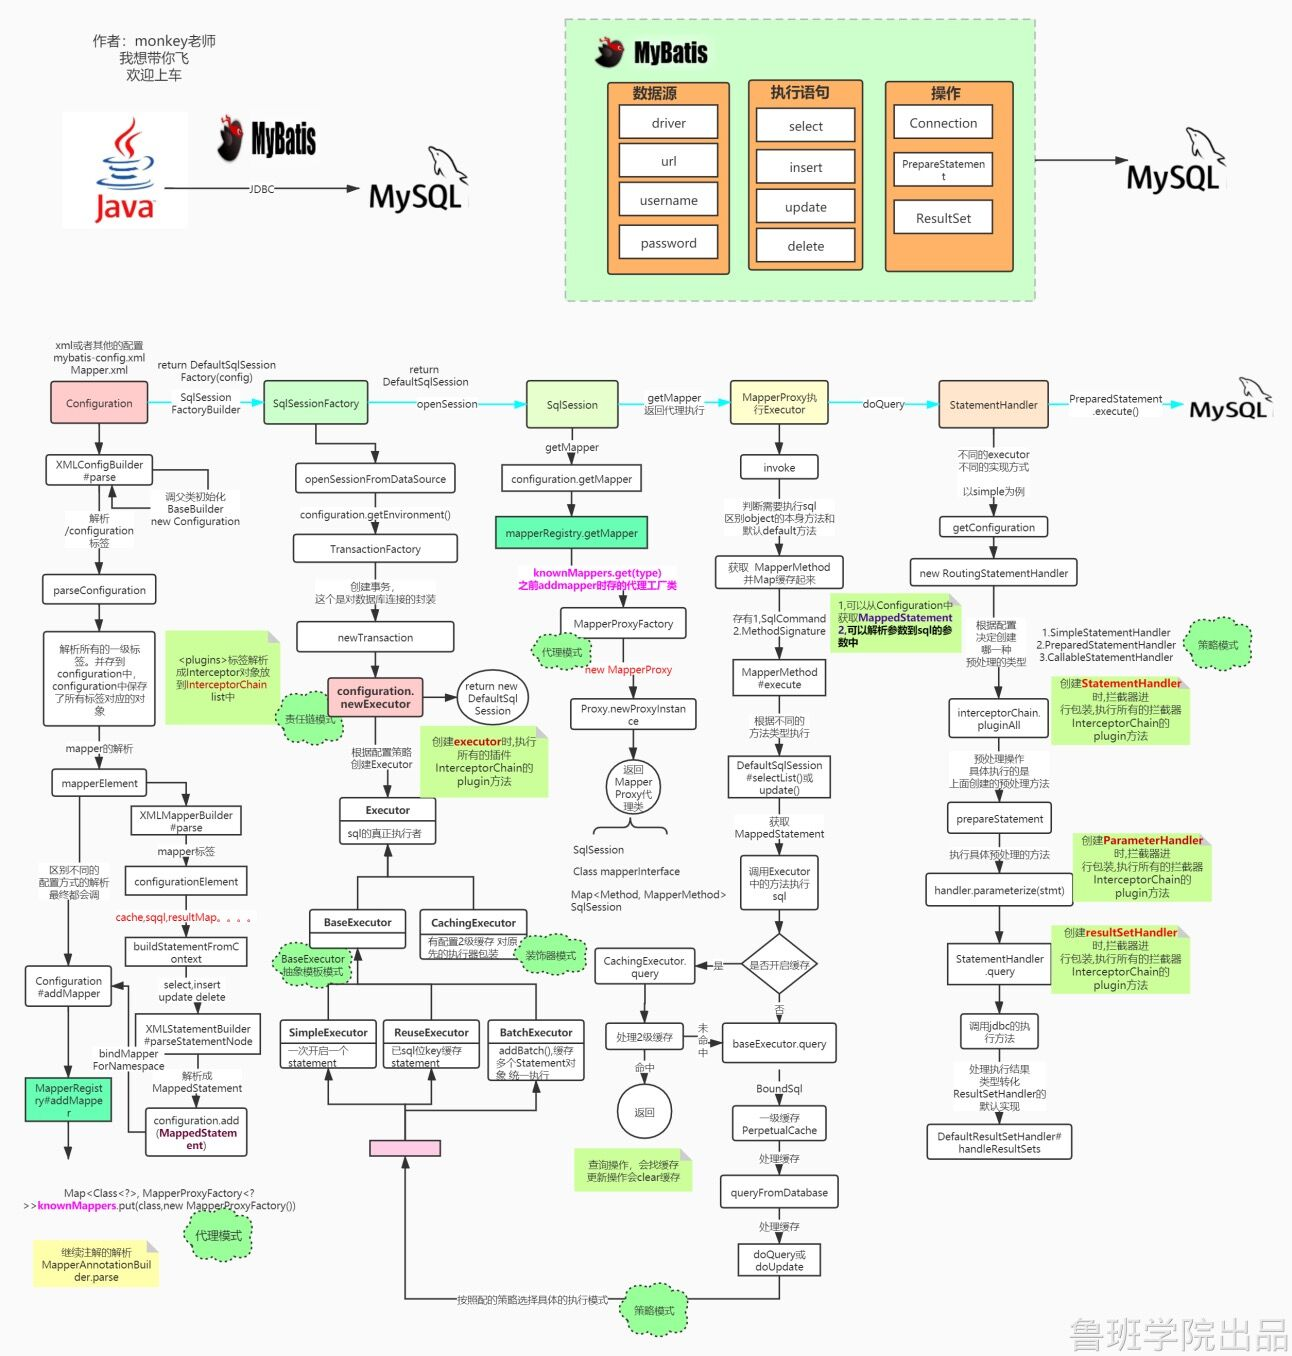 作者：monkey老师
我想带你飞
欢迎上车
Java
MyBatis
JDBC
MySQL
MyBatis
数据源
driver
url
username
password
执行语句
select
insert
update
delete
操作
Connection
PrepareStatemen
t
ResultSet
MySQL
xml或者其他的配置
mybatis-config.xml
Mapper.xml
Configuration
return DefaultSqlSession
Factory(config)
SqlSession
FactoryBuilder
SqlSessionFactory
return
DefaultSqlSession
openSession
SqlSession
getMapper
返回代理执行
MapperProxy执
行Executor
doQuery
StatementHandler
PreparedStatement
.execute()
MySQL
XMLConfigBuilder
#parse
调父类初始化
BaseBuilder
new Configuration
解析
/configuration
标签
parseConfiguration
解析所有的一级标
签。并存到
configuration中，
configuration中保存
了所有标签对应的对
象
<plugins>标签解析
成Interceptor对象放
到InterceptorChain
list中
mapper的解析
mapperElement
XMLMapperBuilder
#parse
mapper标签
configurationElement
区别不同的
配置方式的解析
最终都会调
cache,sqql,resultMap。。。。
buildStatementFromC
ontext
select,insert
update delete
Configuration
#addMapper
XMLStatementBuilder
#parseStatementNode
bindMapper
ForNamespace
解析成
MappedStatement
MapperRegist
ry#addMappe
r
configuration.add
(MappedStatem
ent)
Map<Class<?>, MapperProxyFactory<?
>>knownMappers.put(class,new MapperProxyFactory())
代理模式
继续注解的解析
MapperAnnotationBuil
der.parse
openSessionFromDataSource
configuration.getEnvironment()
TransactionFactory
创建事务，
这个是对数据库连接的封装
newTransaction
configuration.
newExecutor
return new
DefaultSql
Session
责任链模式
根据配置策略
创建Executor
创建executor时,执行
所有的插件
InterceptorChain的
plugin方法
Executor
sql的真正执行者
BaseExecutor
CachingExecutor
有配置2级缓存 对原
先的执行器包装
装饰器模式
BaseExecutor
抽象模板模式
SimpleExecutor
一次开启一个
statement
ReuseExecutor
已sql位key缓存
statement
BatchExecutor
addBatch(),缓存
多个Statement对
象 统一执行
按照配的策略选择具体的执行模式
策略模式
getMapper
configuration.getMapper
mapperRegistry.getMapper
knownMappers.get(type)
之前addmapper时存的代理工厂类
MapperProxyFactory
代理模式
new MapperProxy
Proxy.newProxyInsta
nce
返回
Mapper
Proxy代
理类
SqlSession
Class mapperInterface
Map<Method, MapperMethod>
SqlSession
invoke
判断需要执行sql
区别object的本身方法和
默认default方法
获取 MapperMethod
并Map缓存起来
存有1,SqlCommand
2.MethodSignature
MapperMethod
#execute
根据不同的
方法类型执行
DefaultSqlSession
#selectList()或
update()
获取
MappedStatement
调用Executor
中的方法执行
sql
是否开启缓存
是
否
CachingExecutor.
query
处理2级缓存
未
命
中
命中
返回
baseExecutor.query
BoundSql
一级缓存
PerpetualCache
处理缓存
queryFromDatabase
处理缓存
doQuery或
doUpdate
查询操作，会找缓存
更新操作会clear缓存
不同的executor
不同的实现方式
以simple为例
getConfiguration
new RoutingStatementHandler
1,可以从Configuration中
获取MappedStatement
2,可以解析参数到sql的参
数中
根据配置
决定创建
哪一种
预处理的类型
1.SimpleStatementHandler
2.PreparedStatementHandler
3.CallableStatementHandler
策略模式
interceptorChain.
pluginAll
创建StatementHandler
时,拦截器进
行包装,执行所有的拦截器
InterceptorChain的
plugin方法
预处理操作
具体执行的是
上面创建的预处理方法
prepareStatement
执行具体预处理的方法
创建ParameterHandler
时,拦截器进
行包装,执行所有的拦截器
InterceptorChain的
plugin方法
handler.parameterize(stmt)
创建resultSetHandler
时,拦截器进
行包装,执行所有的拦截器
InterceptorChain的
plugin方法
StatementHandler
.query
调用jdbc的执
行方法
处理执行结果
类型转化
ResultSetHandler的
默认实现
DefaultResultSetHandler#
handleResultSets
鲁班学院出品